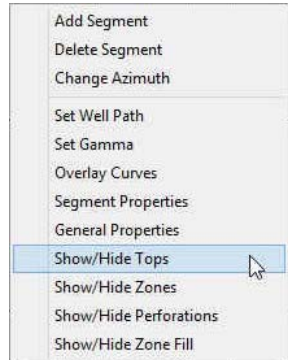 Add Segment
Delete Segment
Change Azimuth
Set Well Path
Set Gamma
Overlay Curves
Segment Properties
General Properties
Show/Hide Tops
Show/Hide Zones
Show/Hide Perforations
Show/Hide Zone Fill